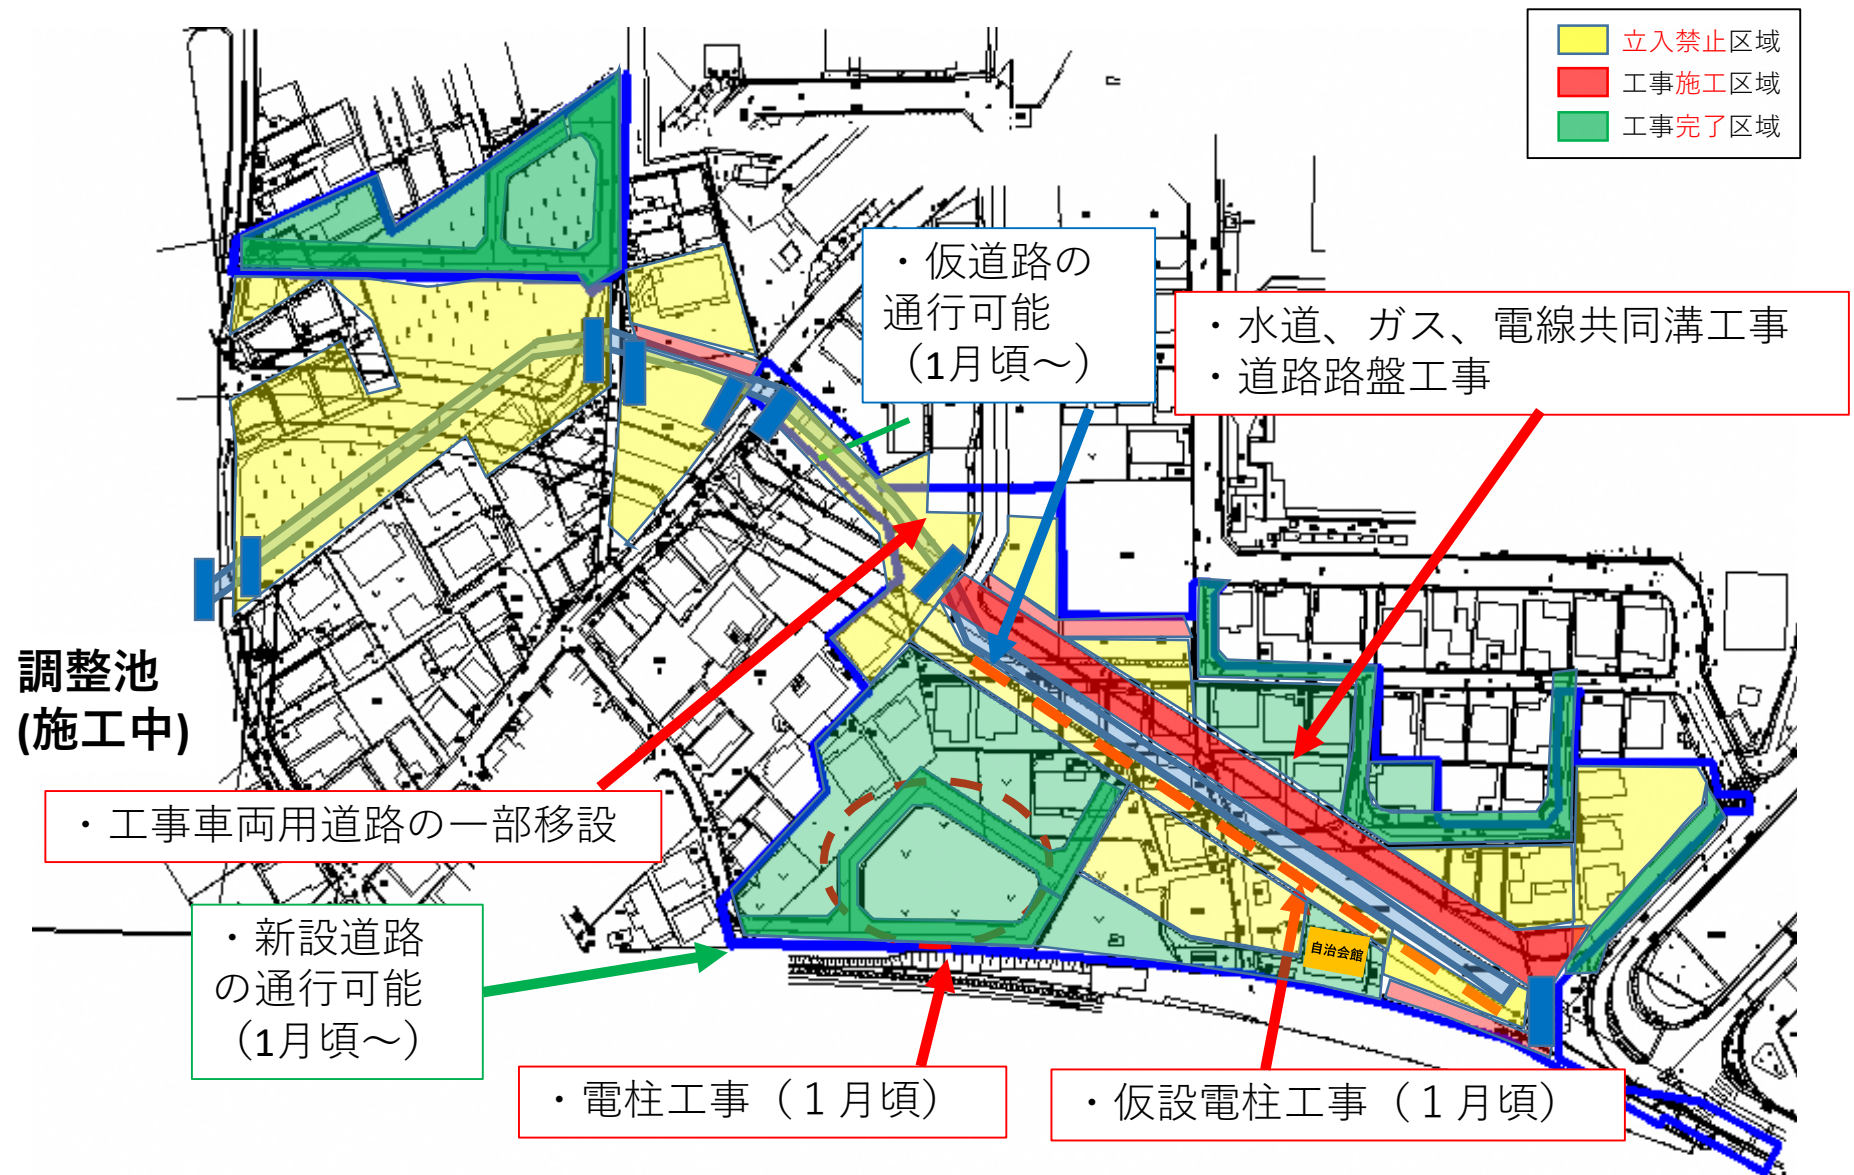 立入禁止区域
工事施工区域
工事完了区域
・仮道路の
通行可能
（1月頃～）
・水道、ガス、電線共同溝工事
・道路路盤工事
調整池
(施工中)
・工事車両用道路の一部移設
・新設道路
の通行可能
（1月頃～）
自治会館
・電柱工事（１月頃）
・仮設電柱工事（１月頃）